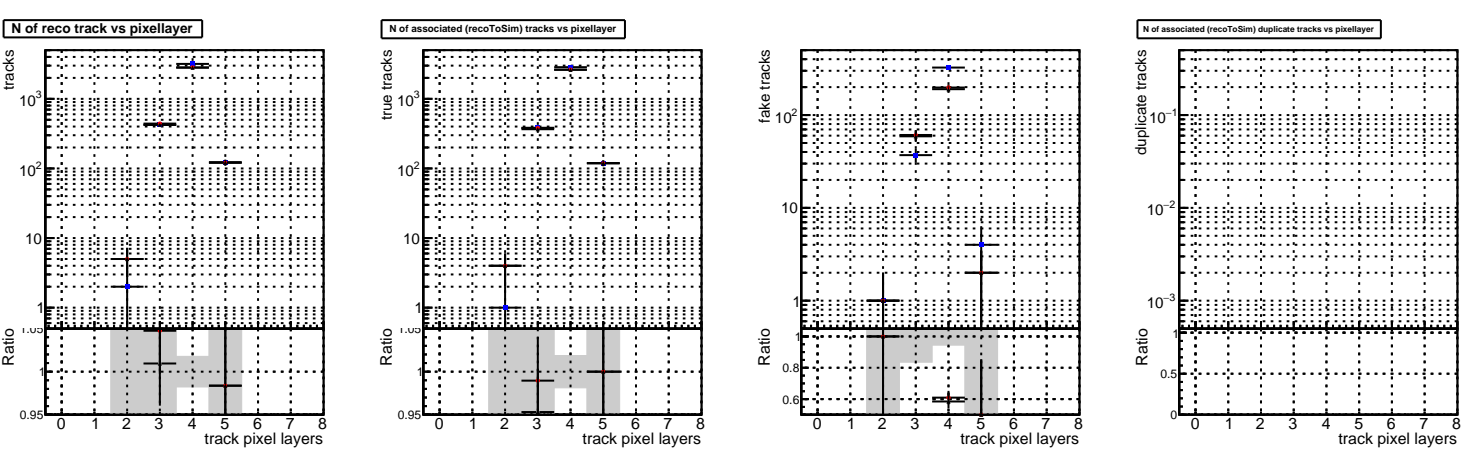 N of reco track vs pixellayer
tracks
10³
10²
10
1
Ratio
1.05
1
0.95
0 1 2 3 4 5 6 7 8
track pixel layers
N of associated (recoToSim) tracks vs pixellayer
true tracks
10³
10²
10
1
Ratio
1.05
1
0.95
0 1 2 3 4 5 6 7 8
track pixel layers
fake tracks
10²
10
1
Ratio
1
0.8
0.6
0 1 2 3 4 5 6 7 8
track pixel layers
N of associated (recoToSim) duplicate tracks vs pixellayer
duplicate tracks
10⁻¹
10⁻²
10⁻³
Ratio
1
0.5
0
0 1 2 3 4 5 6 7 8
track pixel layers